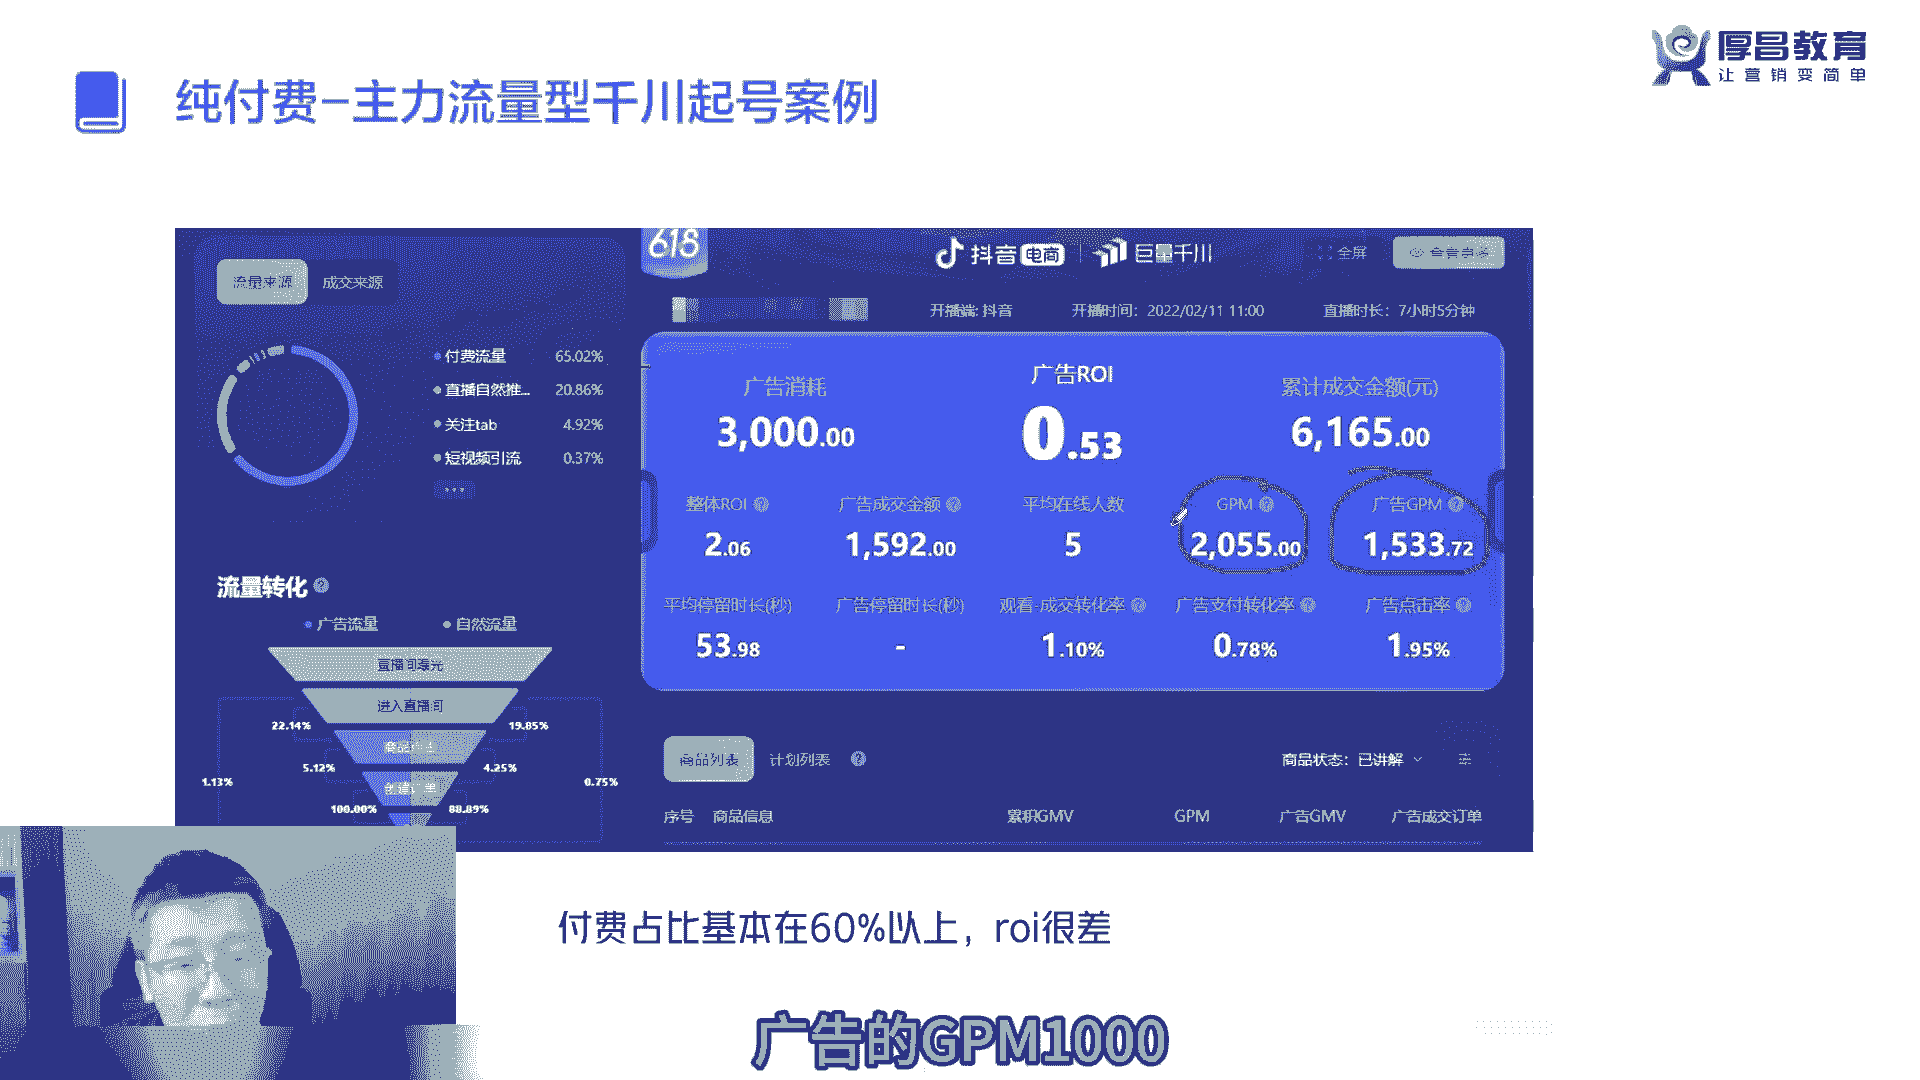 厚昌教育
让营销变简单
纯付费-主力流量型千川起号案例
618
抖音电商 巨量千川
全屏
流量来源 成交来源
开播端: 抖音 开播时间: 2022/02/11 11:00 直播时长: 7小时5分钟
付费流量 65.02%
直播自然推... 20.86%
关注tab 4.92%
短视频引流 0.37%
...
广告消耗 广告ROI 累计成交金额(元)
3,000.00 0.53 6,165.00
整体ROI 广告成交金额 平均在线人数 GPM 广告GPM
2.06 1,592.00 5 2,055.00 1,533.72
平均停留时长(秒) 广告停留时长(秒) 观看-成交转化率 广告支付转化率 广告点击率
53.98 - 1.10% 0.78% 1.95%
流量转化
广告流量 自然流量
直播间曝光
进入直播间
22.14% 19.85%
5.12% 4.25%
1.13% 0.75%
100.00% 88.89%
商品列表 计划列表 商品状态: 已讲解
序号 商品信息 累积GMV GPM 广告GMV 广告成交订单
付费占比基本在60%以上，roi很差
广告的GPM1000